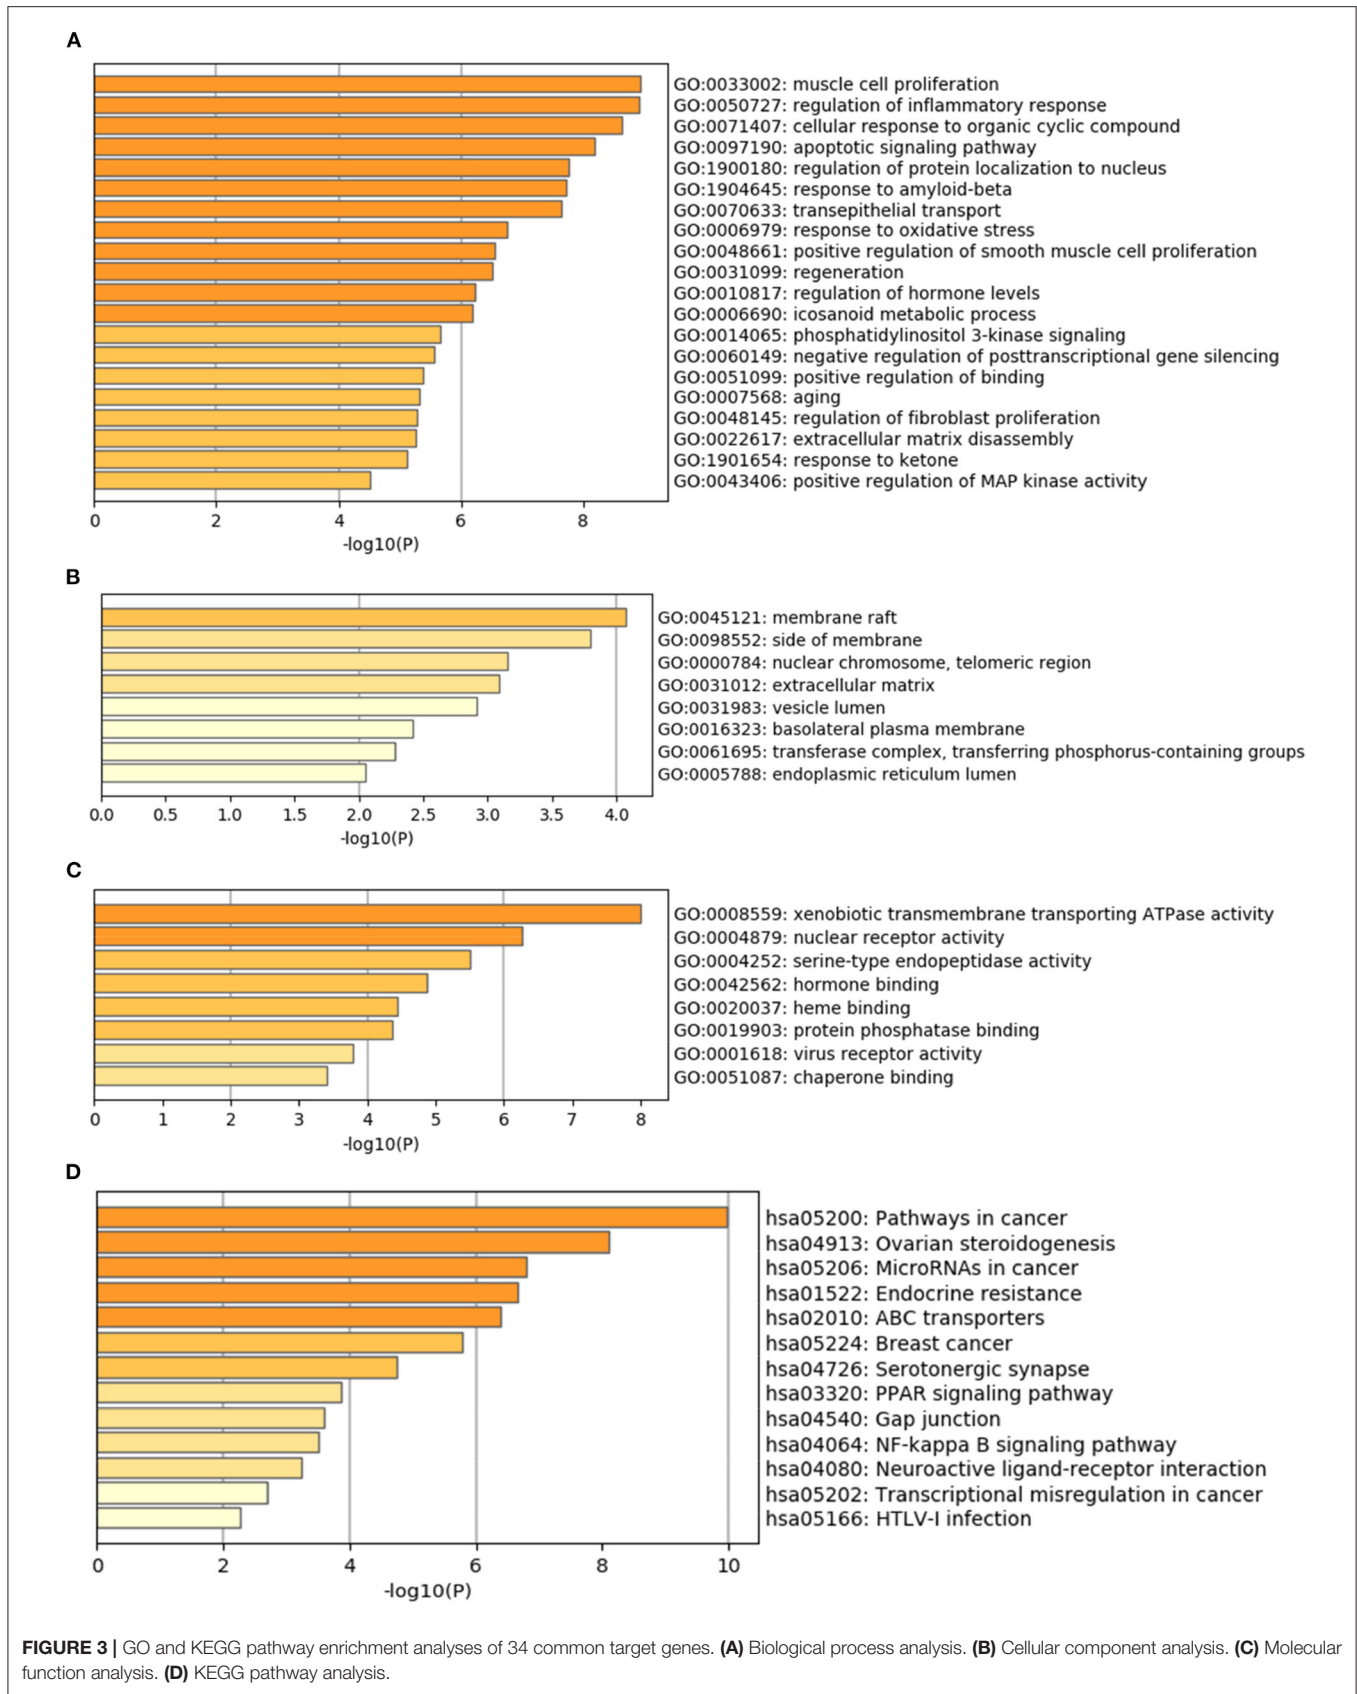 A
GO:0033002: muscle cell proliferation
GO:0050727: regulation of inflammatory response
GO:0071407: cellular response to organic cyclic compound
GO:0097190: apoptotic signaling pathway
GO:1900180: regulation of protein localization to nucleus
GO:1904645: response to amyloid-beta
GO:0070633: transepithelial transport
GO:0006979: response to oxidative stress
GO:0048661: positive regulation of smooth muscle cell proliferation
GO:0031099: regeneration
GO:0010817: regulation of hormone levels
GO:0006690: icosanoid metabolic process
GO:0014065: phosphatidylinositol 3-kinase signaling
GO:0060149: negative regulation of posttranscriptional gene silencing
GO:0051099: positive regulation of binding
GO:0007568: aging
GO:0048145: regulation of fibroblast proliferation
GO:0022617: extracellular matrix disassembly
GO:1901654: response to ketone
GO:0043406: positive regulation of MAP kinase activity
0 2 4 6 8
-log10(P)
B
GO:0045121: membrane raft
GO:0098552: side of membrane
GO:0000784: nuclear chromosome, telomeric region
GO:0031012: extracellular matrix
GO:0031983: vesicle lumen
GO:0016323: basolateral plasma membrane
GO:0061695: transferase complex, transferring phosphorus-containing groups
GO:0005788: endoplasmic reticulum lumen
0.0 0.5 1.0 1.5 2.0 2.5 3.0 3.5 4.0
-log10(P)
C
GO:0008559: xenobiotic transmembrane transporting ATPase activity
GO:0004879: nuclear receptor activity
GO:0004252: serine-type endopeptidase activity
GO:0042562: hormone binding
GO:0020037: heme binding
GO:0019903: protein phosphatase binding
GO:0001618: virus receptor activity
GO:0051087: chaperone binding
0 1 2 3 4 5 6 7 8
-log10(P)
D
hsa05200: Pathways in cancer
hsa04913: Ovarian steroidogenesis
hsa05206: MicroRNAs in cancer
hsa01522: Endocrine resistance
hsa02010: ABC transporters
hsa05224: Breast cancer
hsa04726: Serotonergic synapse
hsa03320: PPAR signaling pathway
hsa04540: Gap junction
hsa04064: NF-kappa B signaling pathway
hsa04080: Neuroactive ligand-receptor interaction
hsa05202: Transcriptional misregulation in cancer
hsa05166: HTLV-I infection
0 2 4 6 8 10
-log10(P)
FIGURE 3 | GO and KEGG pathway enrichment analyses of 34 common target genes. (A) Biological process analysis. (B) Cellular component analysis. (C) Molecular
function analysis. (D) KEGG pathway analysis.